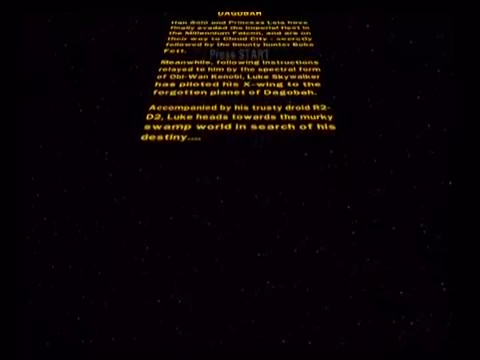 DAGOBAH
Han Solo and Princess Leia have
finally evaded the Imperial fleet in
the Millennium Falcon, and are on
their way to Cloud City - secretly
followed by the bounty hunter Boba
Fett.
Press START
Meanwhile, following instructions
relayed to him by the spectral form
of Obi-Wan Kenobi, Luke Skywalker
has piloted his X-wing to the
forgotten planet of Dagobah.
Accompanied by his trusty droid R2-
D2, Luke heads towards the murky
swamp world in search of his
destiny....